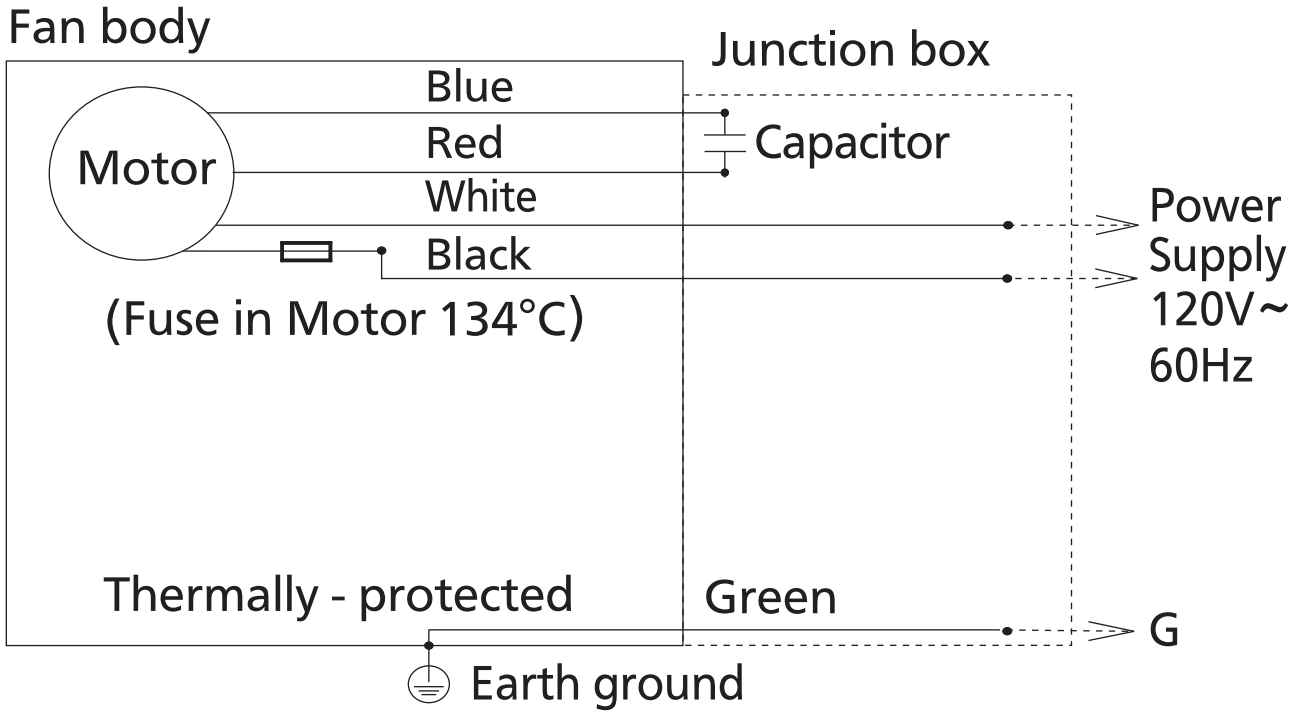 Fan body
Junction box
Blue
Red
Capacitor
Motor
White
Black
Power
Supply
120V~
60Hz
(Fuse in Motor 134°C)
Thermally - protected
Green
G
Earth ground